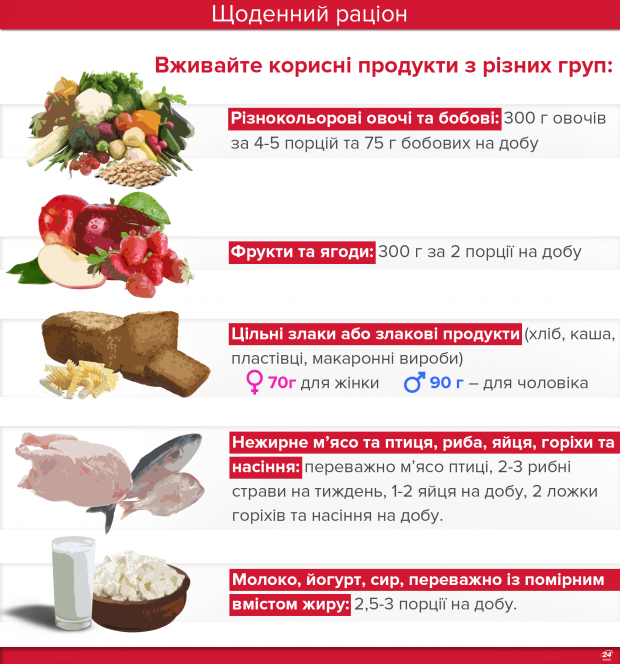 Щоденний раціон
Вживайте корисні продукти з різних груп:
Різнокольорові овочі та бобові: 300 г овочів
за 4-5 порцій та 75 г бобових на добу
Фрукти та ягоди: 300 г за 2 порції на добу
Цільні злаки або злакові продукти (хліб, каша,
пластівці, макаронні вироби)
70г для жінки 90 г – для чоловіка
Нежирне м’ясо та птиця, риба, яйця, горіхи та
насіння: переважно м’ясо птиці, 2-3 рибні
страви на тиждень, 1-2 яйця на добу, 2 ложки
горіхів та насіння на добу.
Молоко, йогурт, сир, переважно із помірним
вмістом жиру: 2,5-3 порції на добу.
24